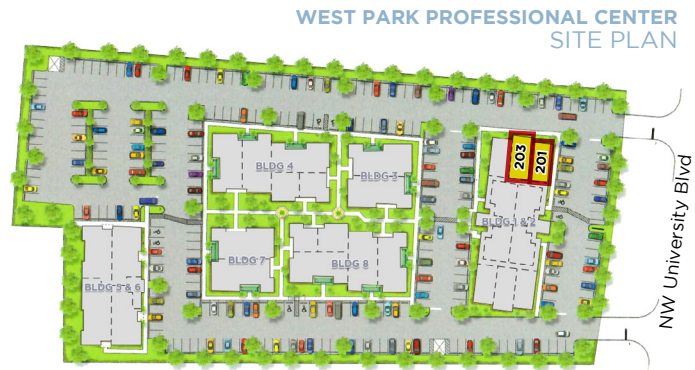 WEST PARK PROFESSIONAL CENTER
SITE PLAN
BLDG 4
BLDG 3
203
201
BLDG 1 & 2
BLDG 7
BLDG 8
BLDG 5 & 6
NW University Blvd